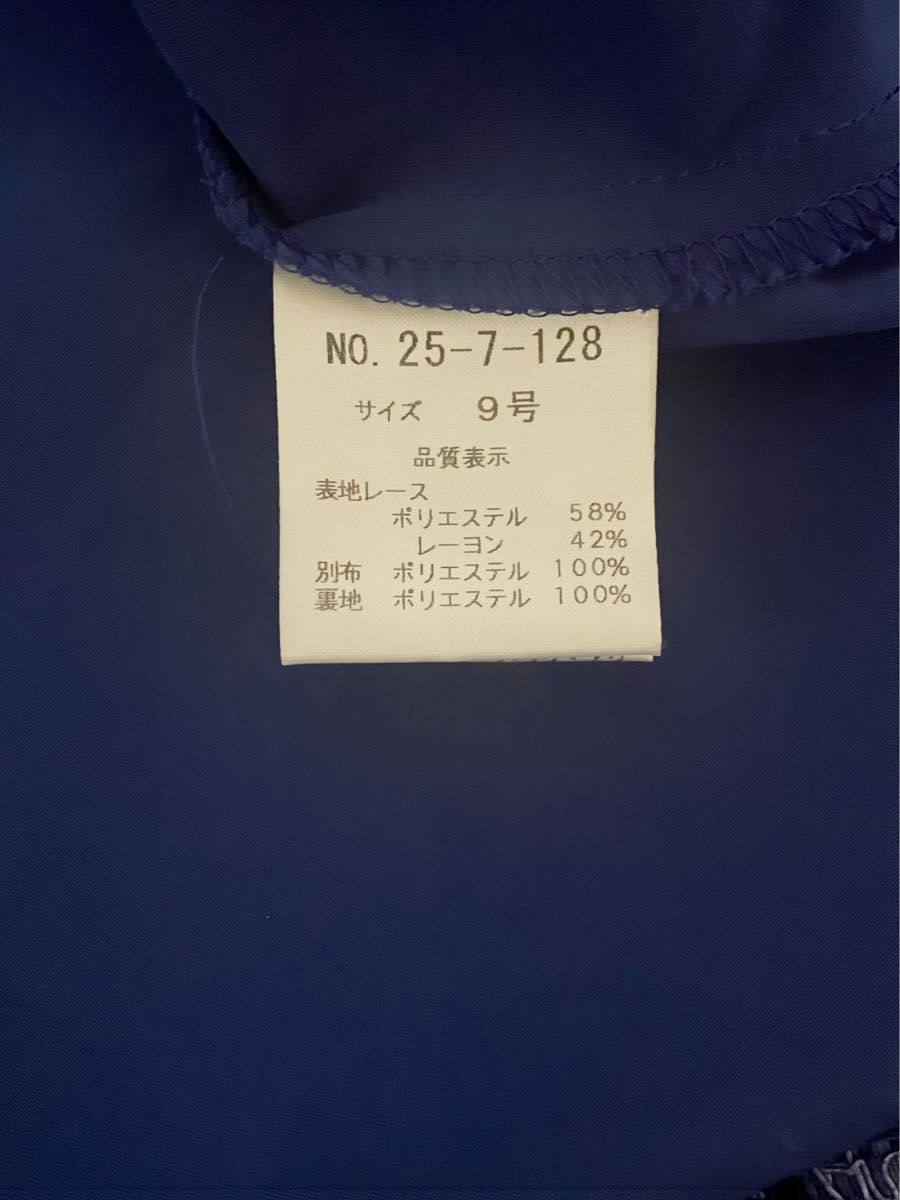 NO. 25-7-128
サイズ 9号
品質表示
表地レース
ポリエステル 58%
レーヨン 42%
別布 ポリエステル 100%
裏地 ポリエステル 100%